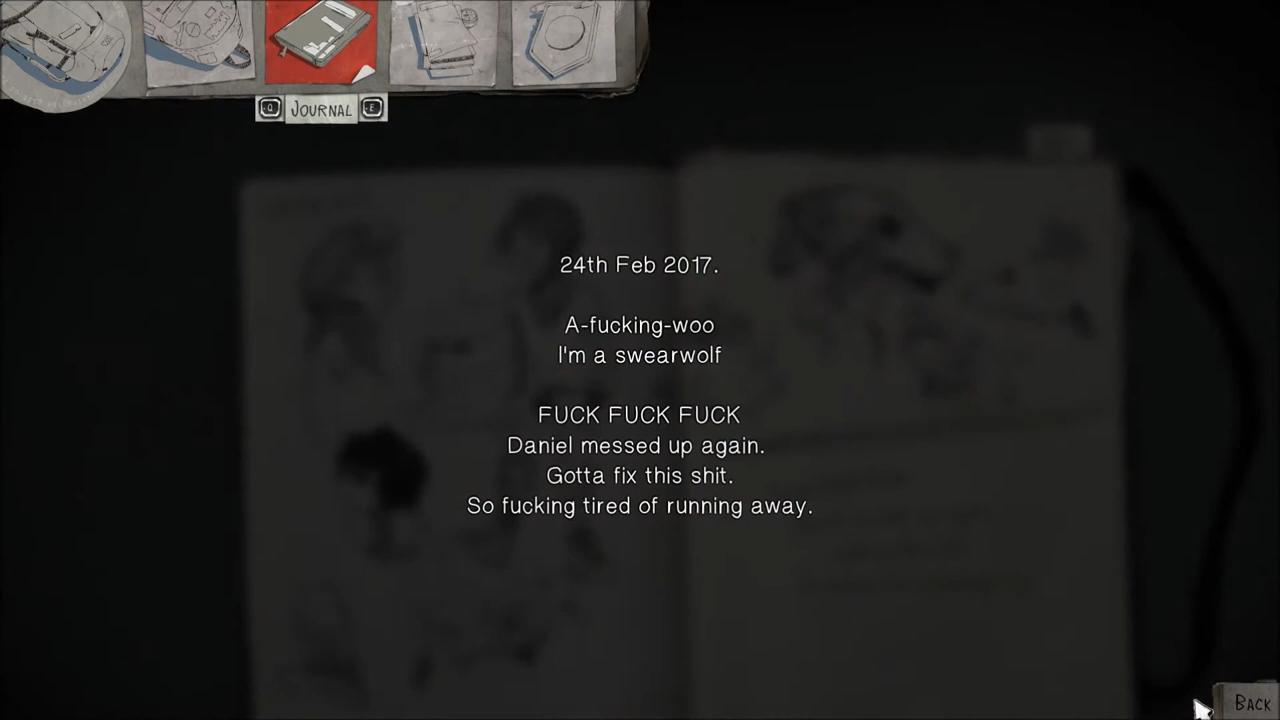 Q JOURNAL E
24th Feb 2017.
A-fucking-woo
I'm a swearwolf
FUCK FUCK FUCK
Daniel messed up again.
Gotta fix this shit.
So fucking tired of running away.
BACK